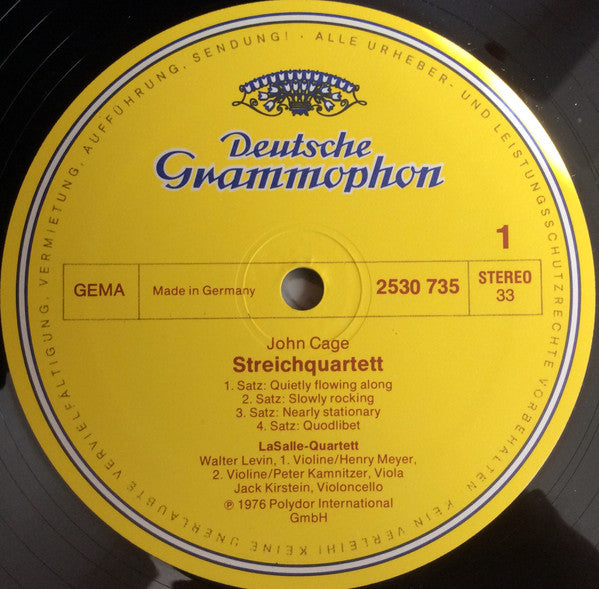 Deutsche
Grammophon
1
GEMA
Made in Germany
2530 735
STEREO
33
John Cage
Streichquartett
1. Satz: Quietly flowing along
2. Satz: Slowly rocking
3. Satz: Nearly stationary
4. Satz: Quodlibet
LaSalle-Quartett
Walter Levin, 1. Violine/Henry Meyer,
2. Violine/Peter Kamnitzer, Viola
Jack Kirstein, Violoncello
℗ 1976 Polydor International
GmbH
ALLE URHEBER- UND LEISTUNGSSCHUTZRECHTE VORBEHALTEN. KEIN VERLEIH! KEINE UNERLAUBTE VERVIELFÄLTIGUNG, VERMIETUNG, AUFFÜHRUNG, SENDUNG! ·